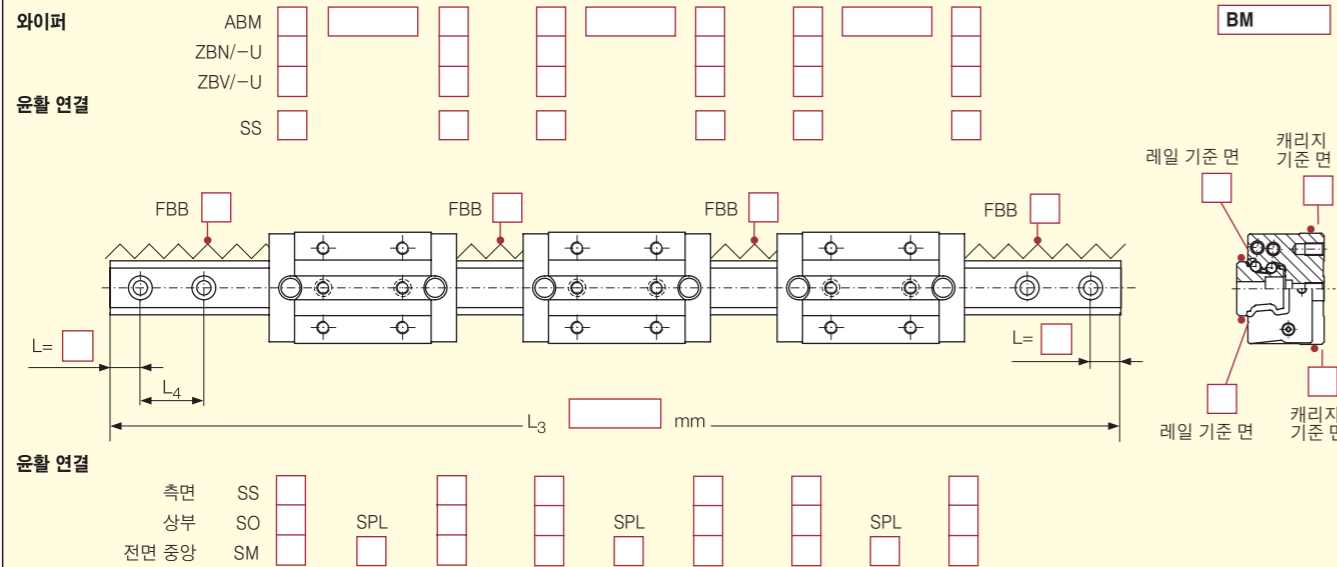 와이퍼
ABM
BM
ZBN/-U
ZBV/-U
윤활 연결
SS
레일 기준 면
캐리지
기준 면
FBB
FBB
FBB
FBB
L=
L=
L4
L3
mm
레일 기준 면
캐리지
기준 면
윤활 연결
측면 SS
상부 SO
SPL
SPL
SPL
전면 중앙 SM